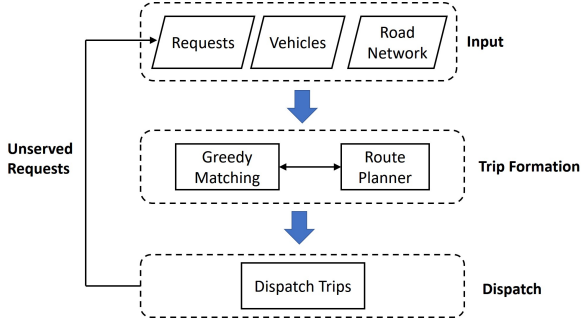 Requests
Vehicles
Road
Network
Input
Unserved
Requests
Greedy
Matching
Route
Planner
Trip Formation
Dispatch Trips
Dispatch